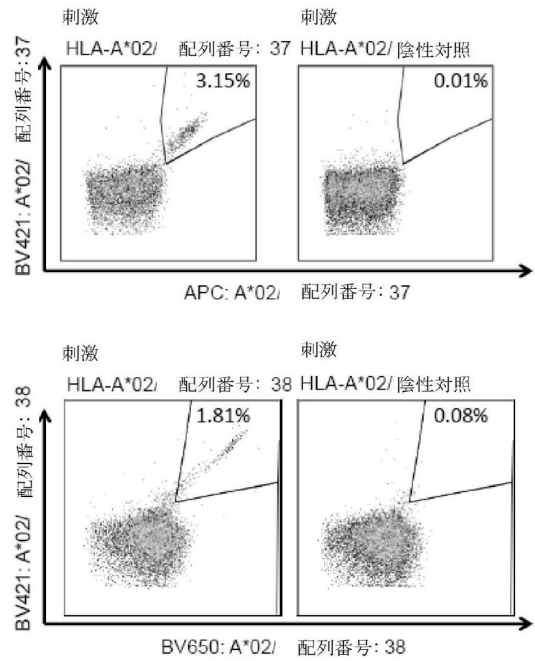 刺激
HLA-A*02/ 配列番号: 37
刺激
HLA-A*02/ 陰性対照
3.15%
0.01%
BV421: A*02/ 配列番号: 37
APC: A*02/ 配列番号: 37
刺激
HLA-A*02/ 配列番号: 38
刺激
HLA-A*02/ 陰性対照
1.81%
0.08%
BV421: A*02/ 配列番号: 38
BV650: A*02/ 配列番号: 38